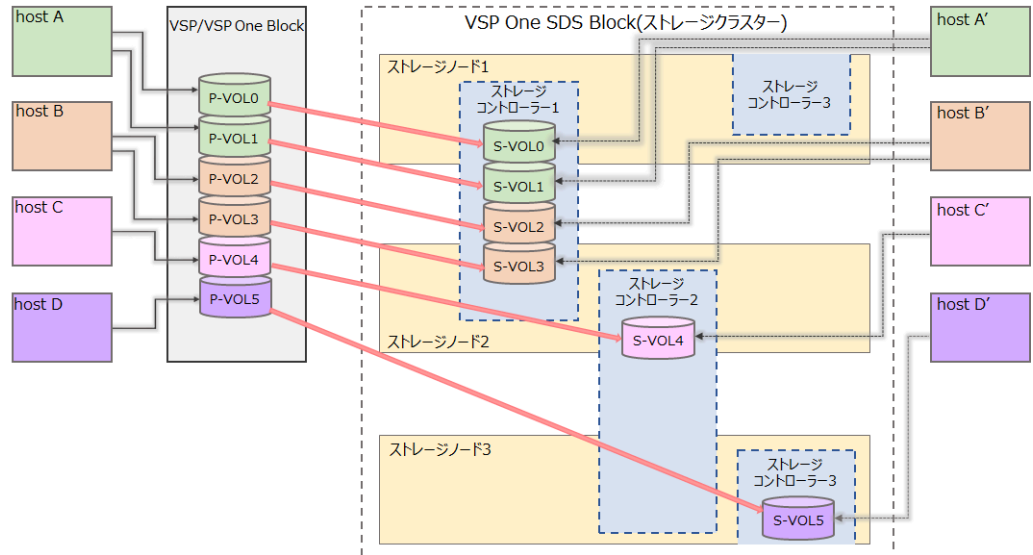 host A
VSP/VSP One Block
VSP One SDS Block(ストレージクラスター)
host A’
ストレージノード1
ストレージ
コントローラー1
ストレージ
コントローラー3
P-VOL0
P-VOL1
P-VOL2
P-VOL3
P-VOL4
P-VOL5
host B
host C
host D
S-VOL0
S-VOL1
S-VOL2
S-VOL3
host B’
host C’
host D’
ストレージ
コントローラー2
S-VOL4
ストレージノード2
ストレージノード3
ストレージ
コントローラー3
S-VOL5